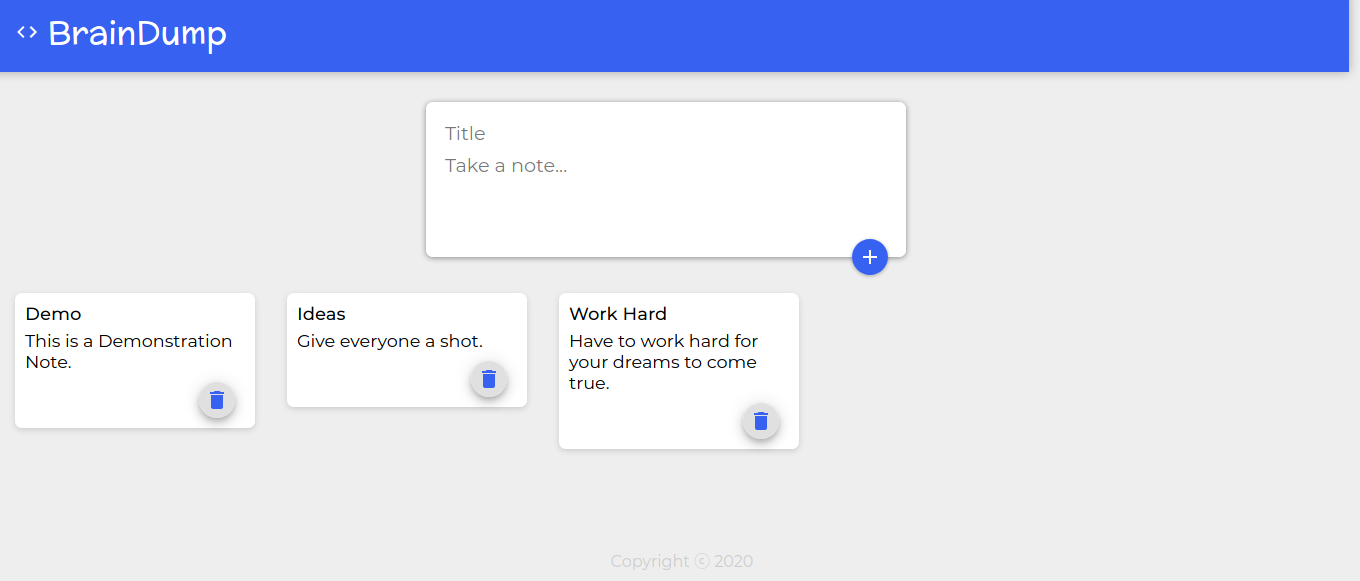 <> BrainDump
Title
Take a note...
Demo
This is a Demonstration
Note.
Ideas
Give everyone a shot.
Work Hard
Have to work hard for
your dreams to come
true.
Copyright ⓒ 2020